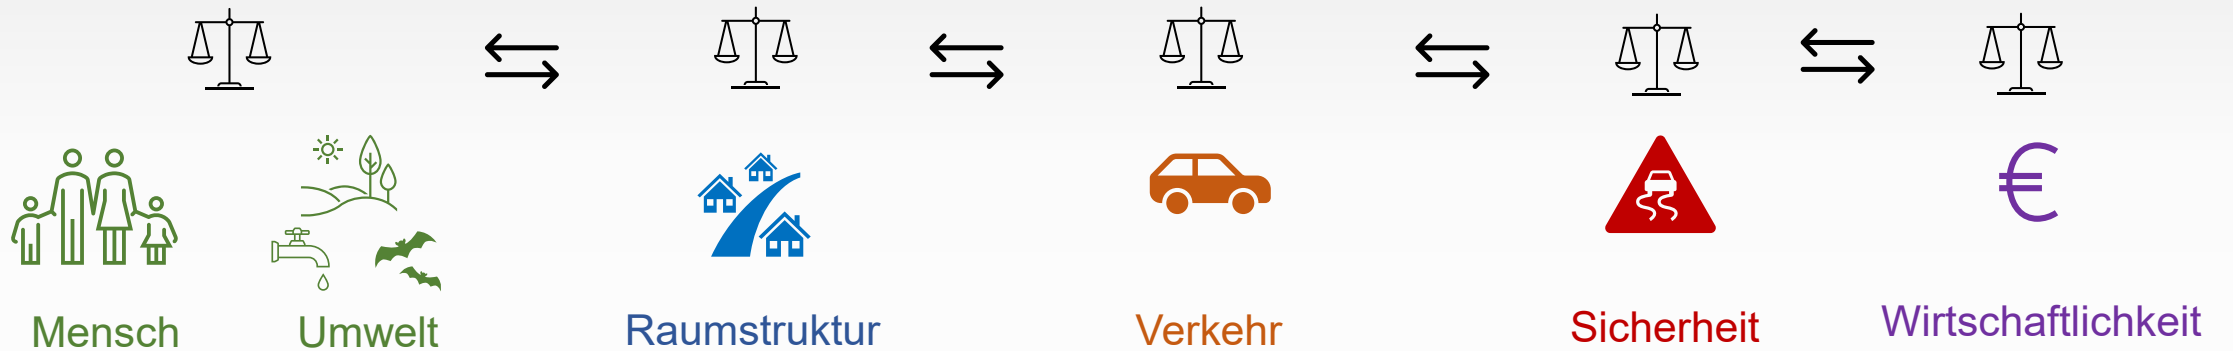 Mensch
Umwelt
Raumstruktur
Verkehr
Sicherheit
Wirtschaftlichkeit